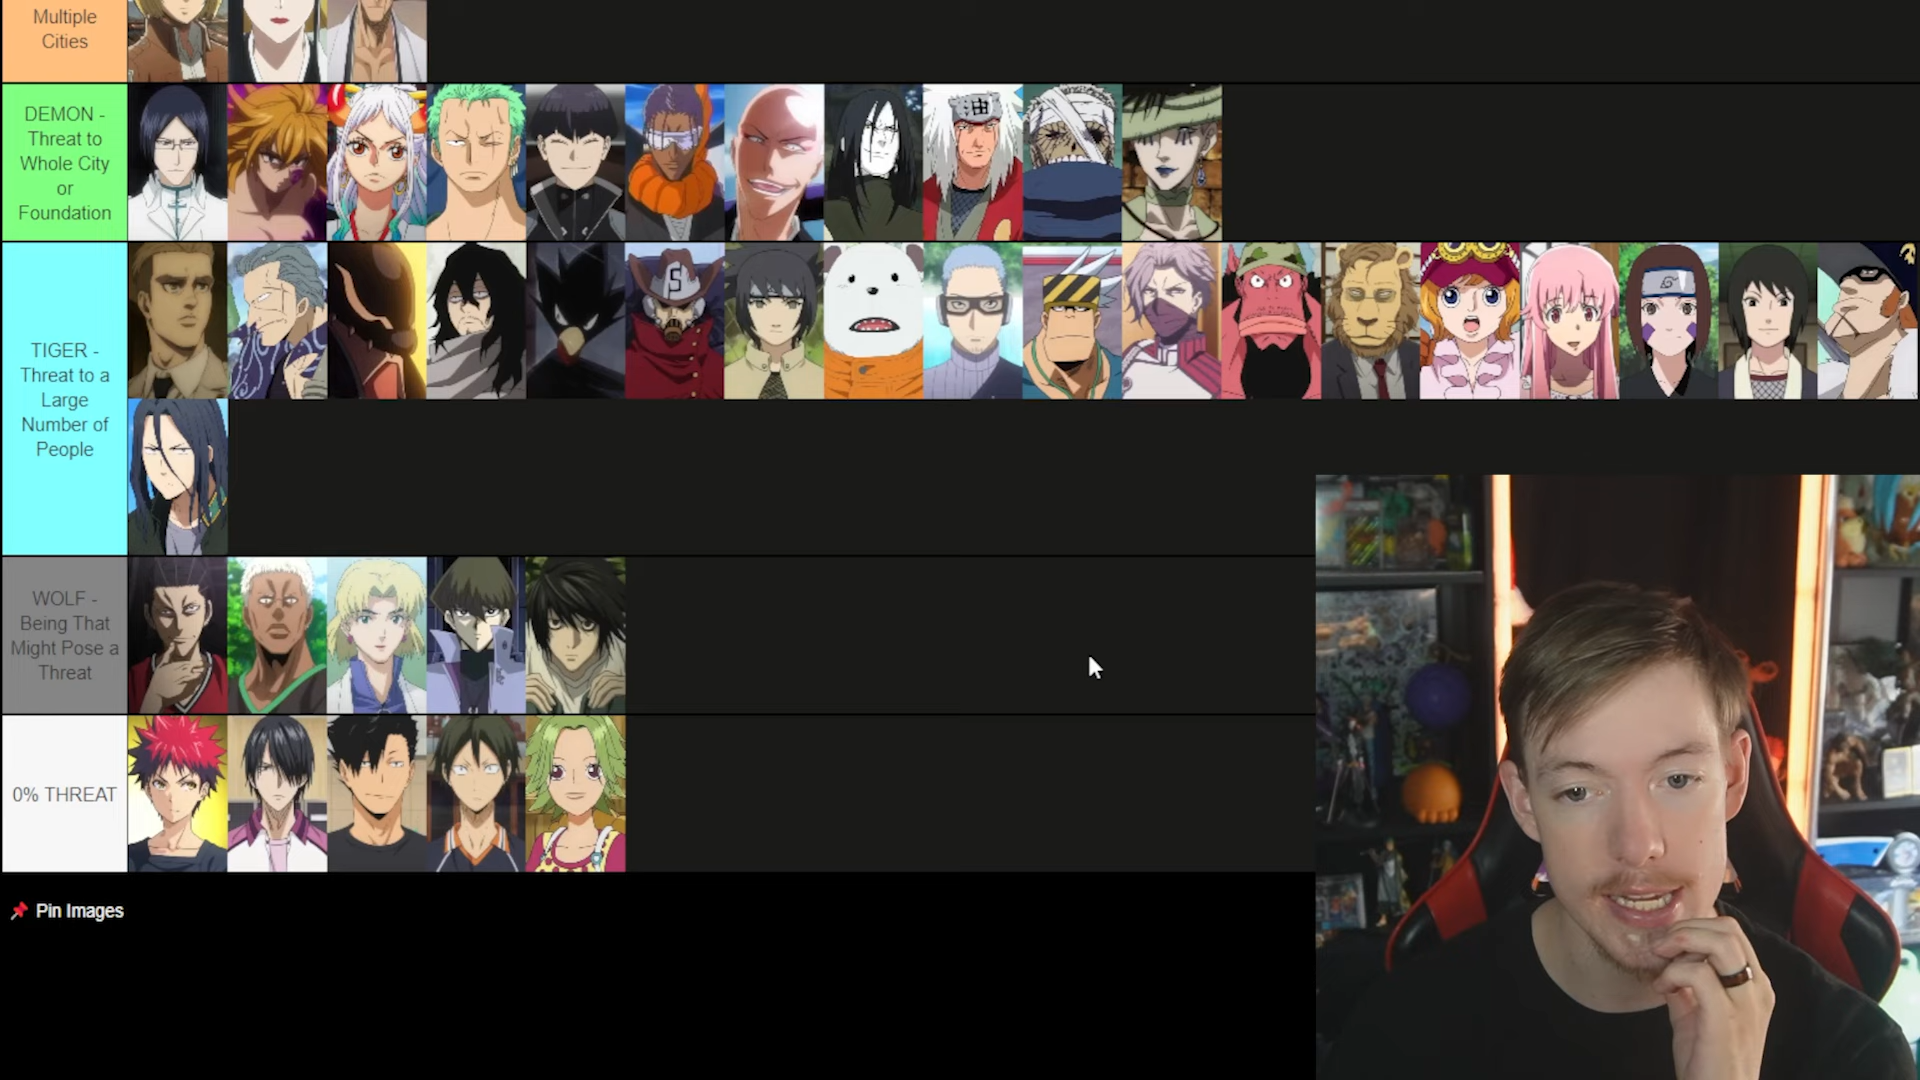 Multiple
Cities
DEMON -
Threat to
Whole City
or
Foundation
油
S
TIGER -
Threat to a
Large
Number of
People
WOLF -
Being That
Might Pose a
Threat
0% THREAT
Pin Images